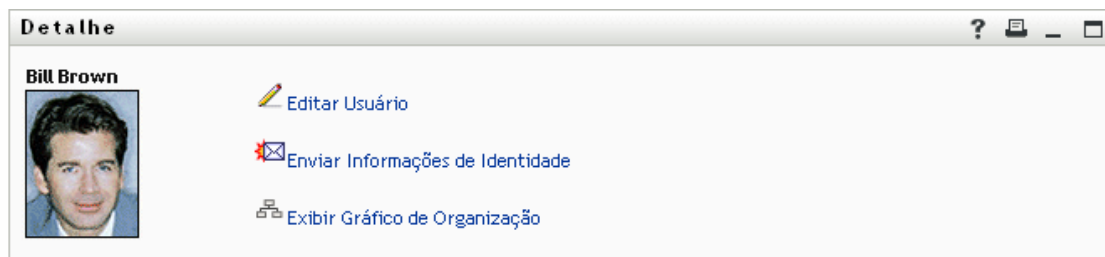 Detalhe
Bill Brown
Editar Usuário
Enviar Informações de Identidade
Exibir Gráfico de Organização